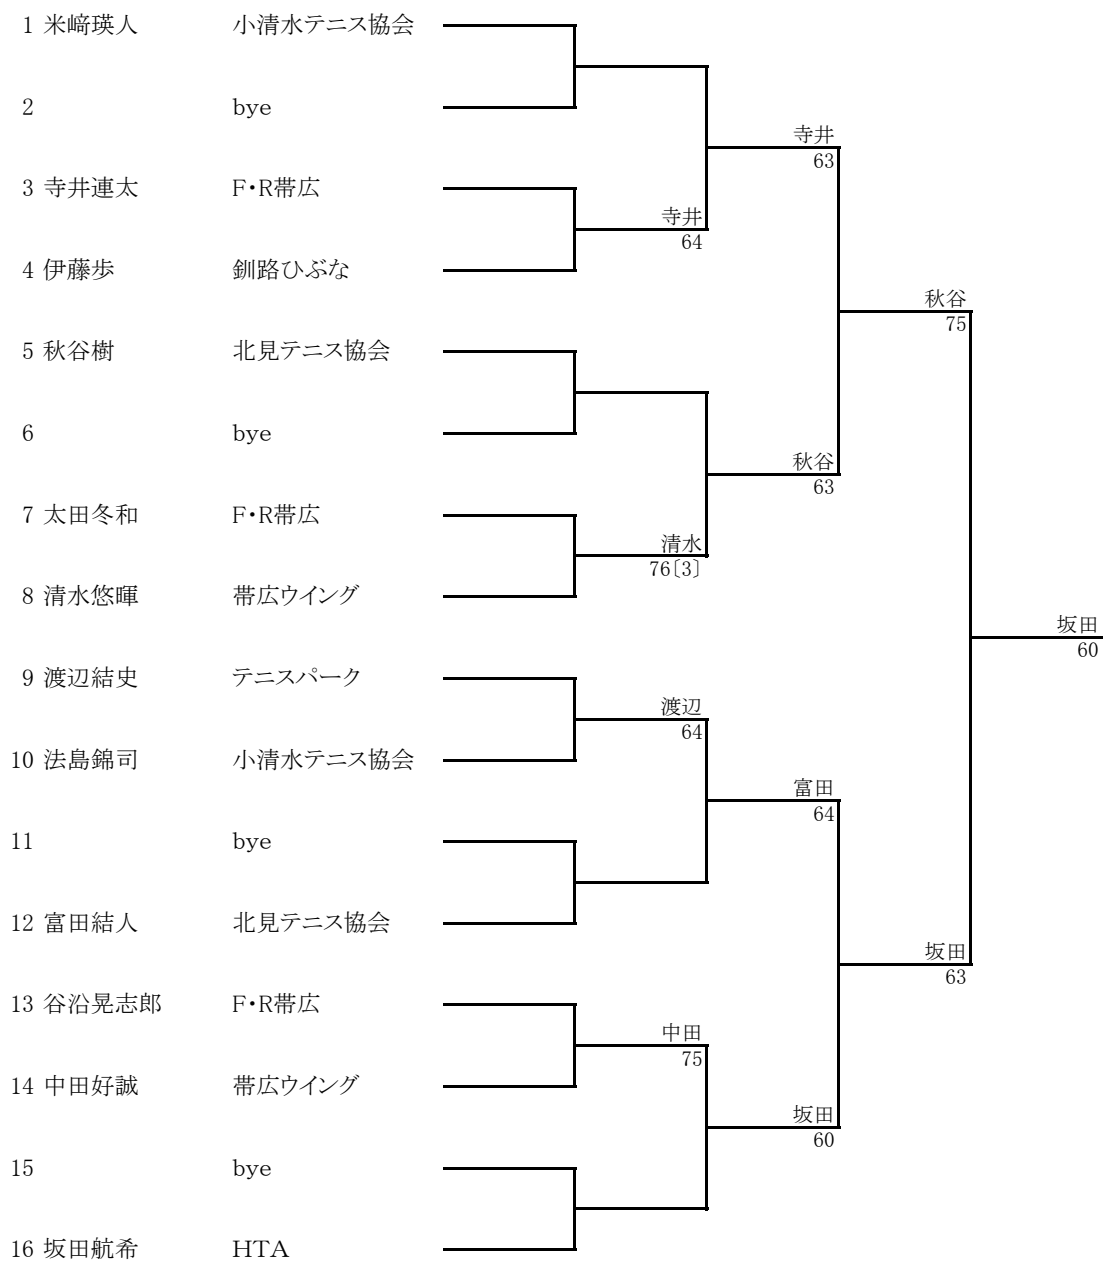 1 米﨑瑛人 小清水テニス協会
2 bye
寺井
63
3 寺井連太 F・R帯広
寺井
64
4 伊藤歩 釧路ひぶな
秋谷
75
5 秋谷樹 北見テニス協会
6 bye
秋谷
63
7 太田冬和 F・R帯広
清水
76〔3〕
8 清水悠暉 帯広ウイング
坂田
60
9 渡辺結史 テニスパーク
渡辺
64
10 法島錦司 小清水テニス協会
富田
64
11 bye
12 富田結人 北見テニス協会
坂田
63
13 谷沿晃志郎 F・R帯広
中田
75
14 中田好誠 帯広ウイング
坂田
60
15 bye
16 坂田航希 HTA